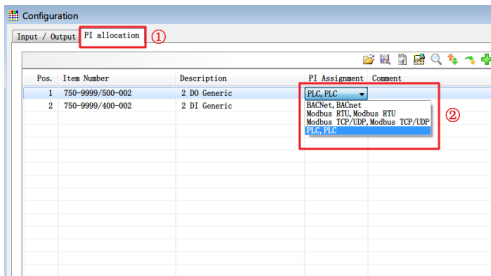 Configuration
Input / Output PI allocation ①
Pos. Item Number Description PI Assignment Comment
1 750-9999/500-002 2 DO Generic PLC,PLC
2 750-9999/400-002 2 DI Generic
BACNet,BACnet
Modbus RTU,Modbus RTU
Modbus TCP/UDP,Modbus TCP/UDP
PLC,PLC
②